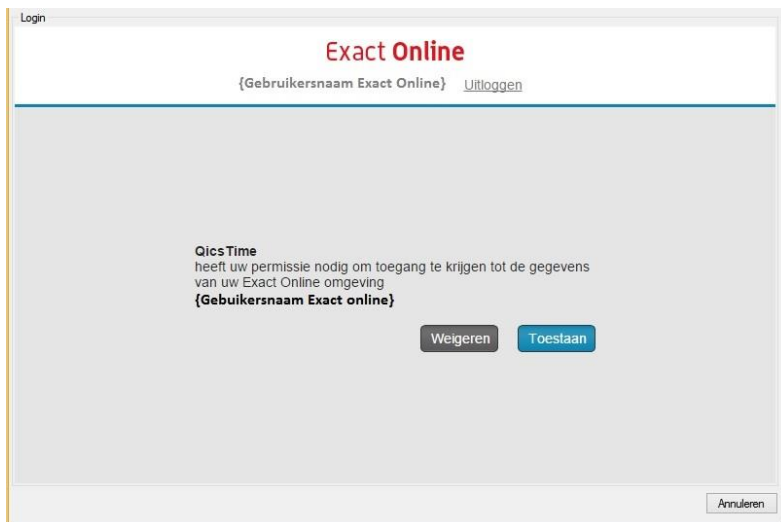 Login
Exact Online
{Gebruikersnaam Exact Online} Uitloggen
QicsTime
heeft uw permissie nodig om toegang te krijgen tot de gegevens
van uw Exact Online omgeving
{Gebuikersnaam Exact online}
Weigeren Toestaan
Annuleren